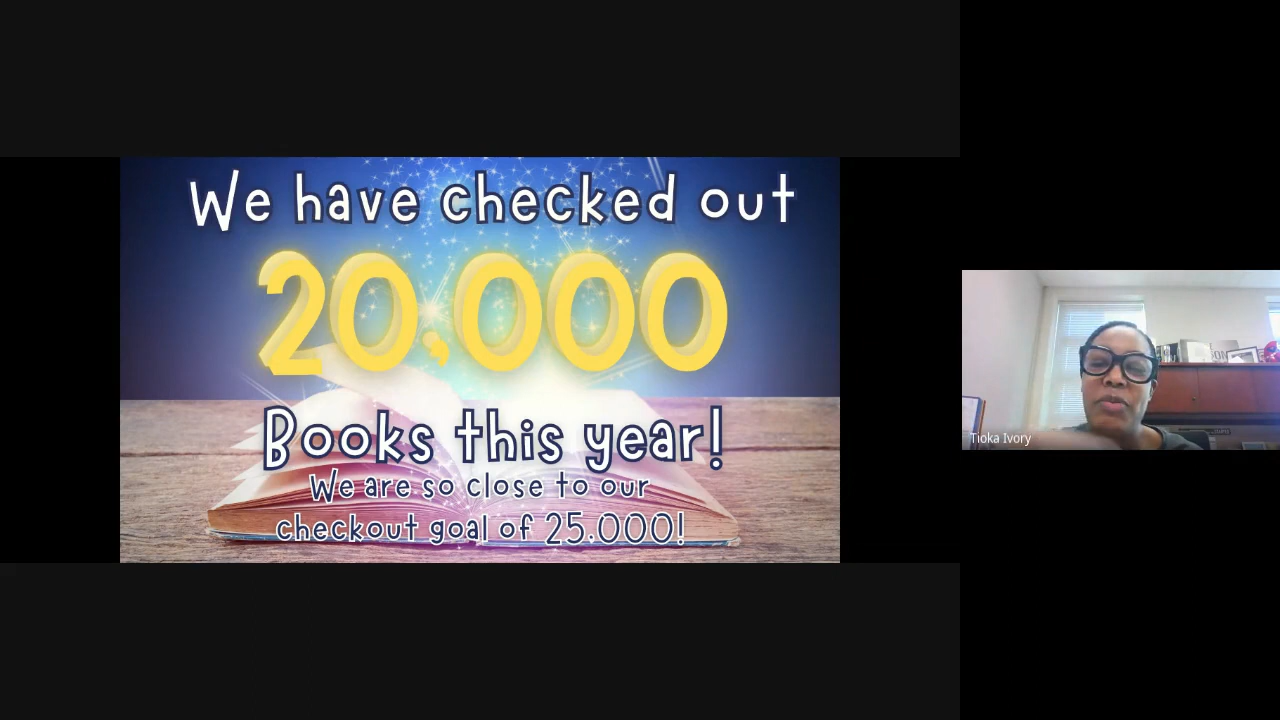 We have checked out
20,000
Books this year!
We are so close to our
checkout goal of 25.000!
Tioka Ivory